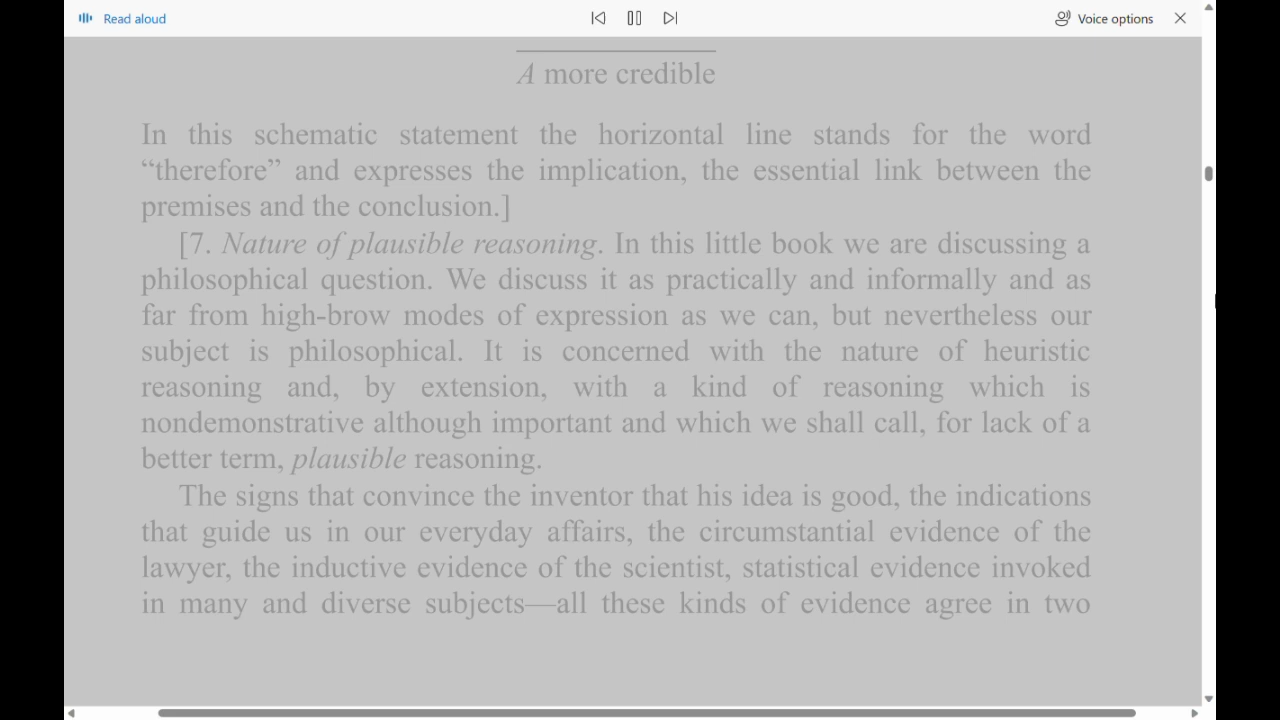 Read aloud
Voice options
A more credible
In this schematic statement the horizontal line stands for the word
“therefore” and expresses the implication, the essential link between the
premises and the conclusion.]
[7. Nature of plausible reasoning. In this little book we are discussing a
philosophical question. We discuss it as practically and informally and as
far from high-brow modes of expression as we can, but nevertheless our
subject is philosophical. It is concerned with the nature of heuristic
reasoning and, by extension, with a kind of reasoning which is
nondemonstrative although important and which we shall call, for lack of a
better term, plausible reasoning.
The signs that convince the inventor that his idea is good, the indications
that guide us in our everyday affairs, the circumstantial evidence of the
lawyer, the inductive evidence of the scientist, statistical evidence invoked
in many and diverse subjects—all these kinds of evidence agree in two